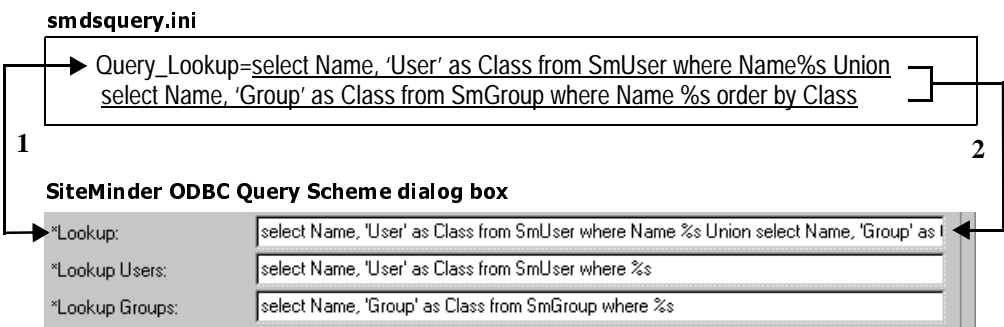 smdsquery.ini
Query_Lookup=select Name, ‘User’ as Class from SmUser where Name%s Union
select Name, ‘Group’ as Class from SmGroup where Name %s order by Class
1
2
SiteMinder ODBC Query Scheme dialog box
*Lookup: select Name, 'User' as Class from SmUser where Name %s Union select Name, 'Group' as
*Lookup Users: select Name, 'User' as Class from SmUser where %s
*Lookup Groups: select Name, 'Group' as Class from SmGroup where %s